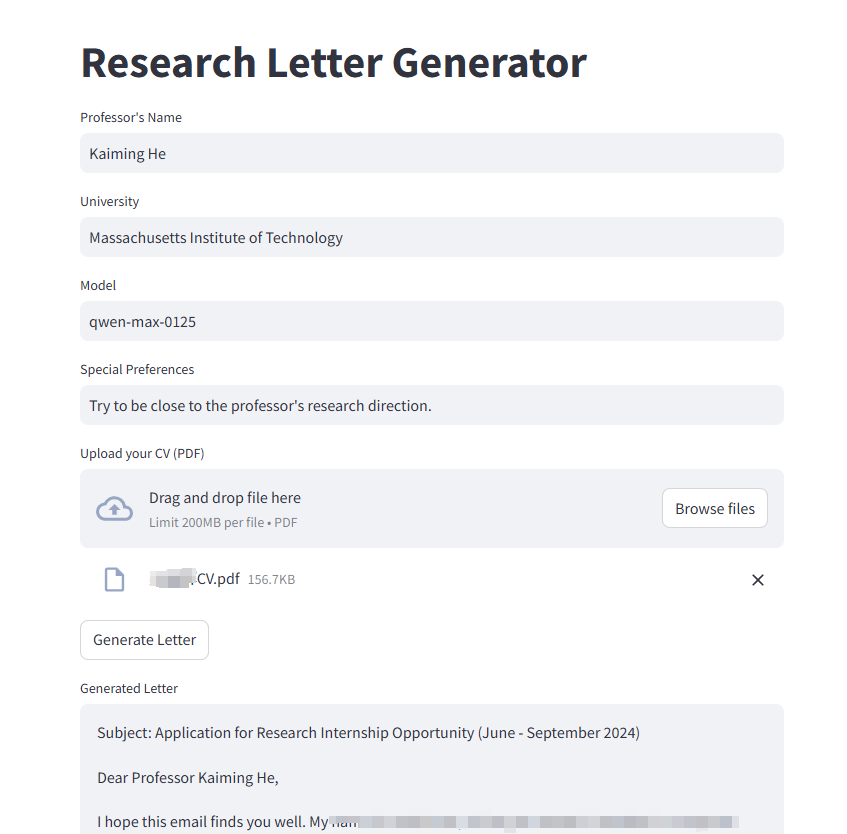 Research Letter Generator
Professor's Name
Kaiming He
University
Massachusetts Institute of Technology
Model
qwen-max-0125
Special Preferences
Try to be close to the professor's research direction.
Upload your CV (PDF)
Drag and drop file here
Limit 200MB per file • PDF
Browse files
CV.pdf 156.7KB
Generate Letter
Generated Letter
Subject: Application for Research Internship Opportunity (June - September 2024)
Dear Professor Kaiming He,
I hope this email finds you well. My